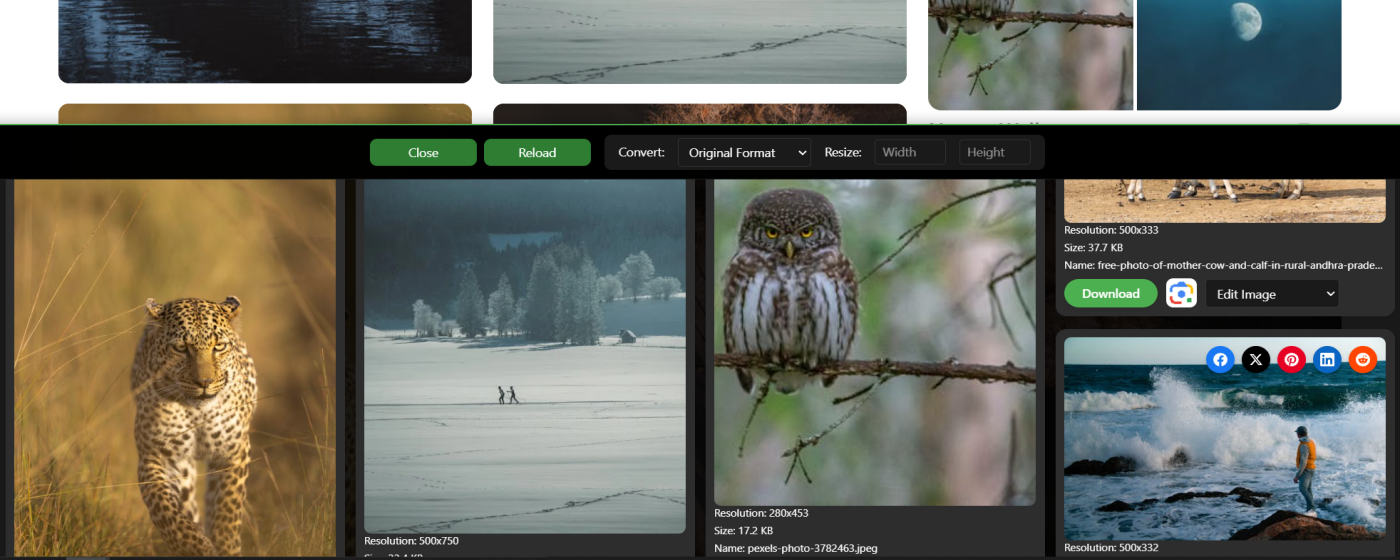 Close
Reload
Convert:
Original Format
Resize:
Width
Height
Resolution: 500x333
Size: 37.7 KB
Name: free-photo-of-mother-cow-and-calf-in-rural-andhra-prade...
Download
Edit Image
Resolution: 500x750
Resolution: 280x453
Size: 17.2 KB
Name: pexels-photo-3782463.jpeg
Resolution: 500x332